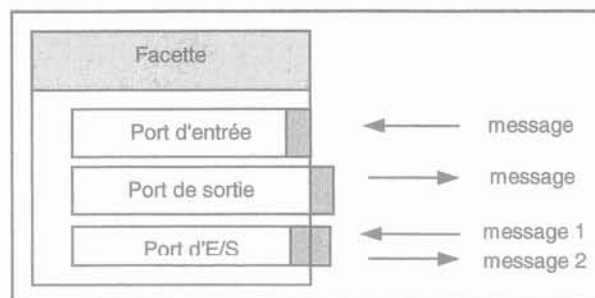 Facette
Port d'entrée
message
Port de sortie
message
Port d'E/S
message 1
message 2